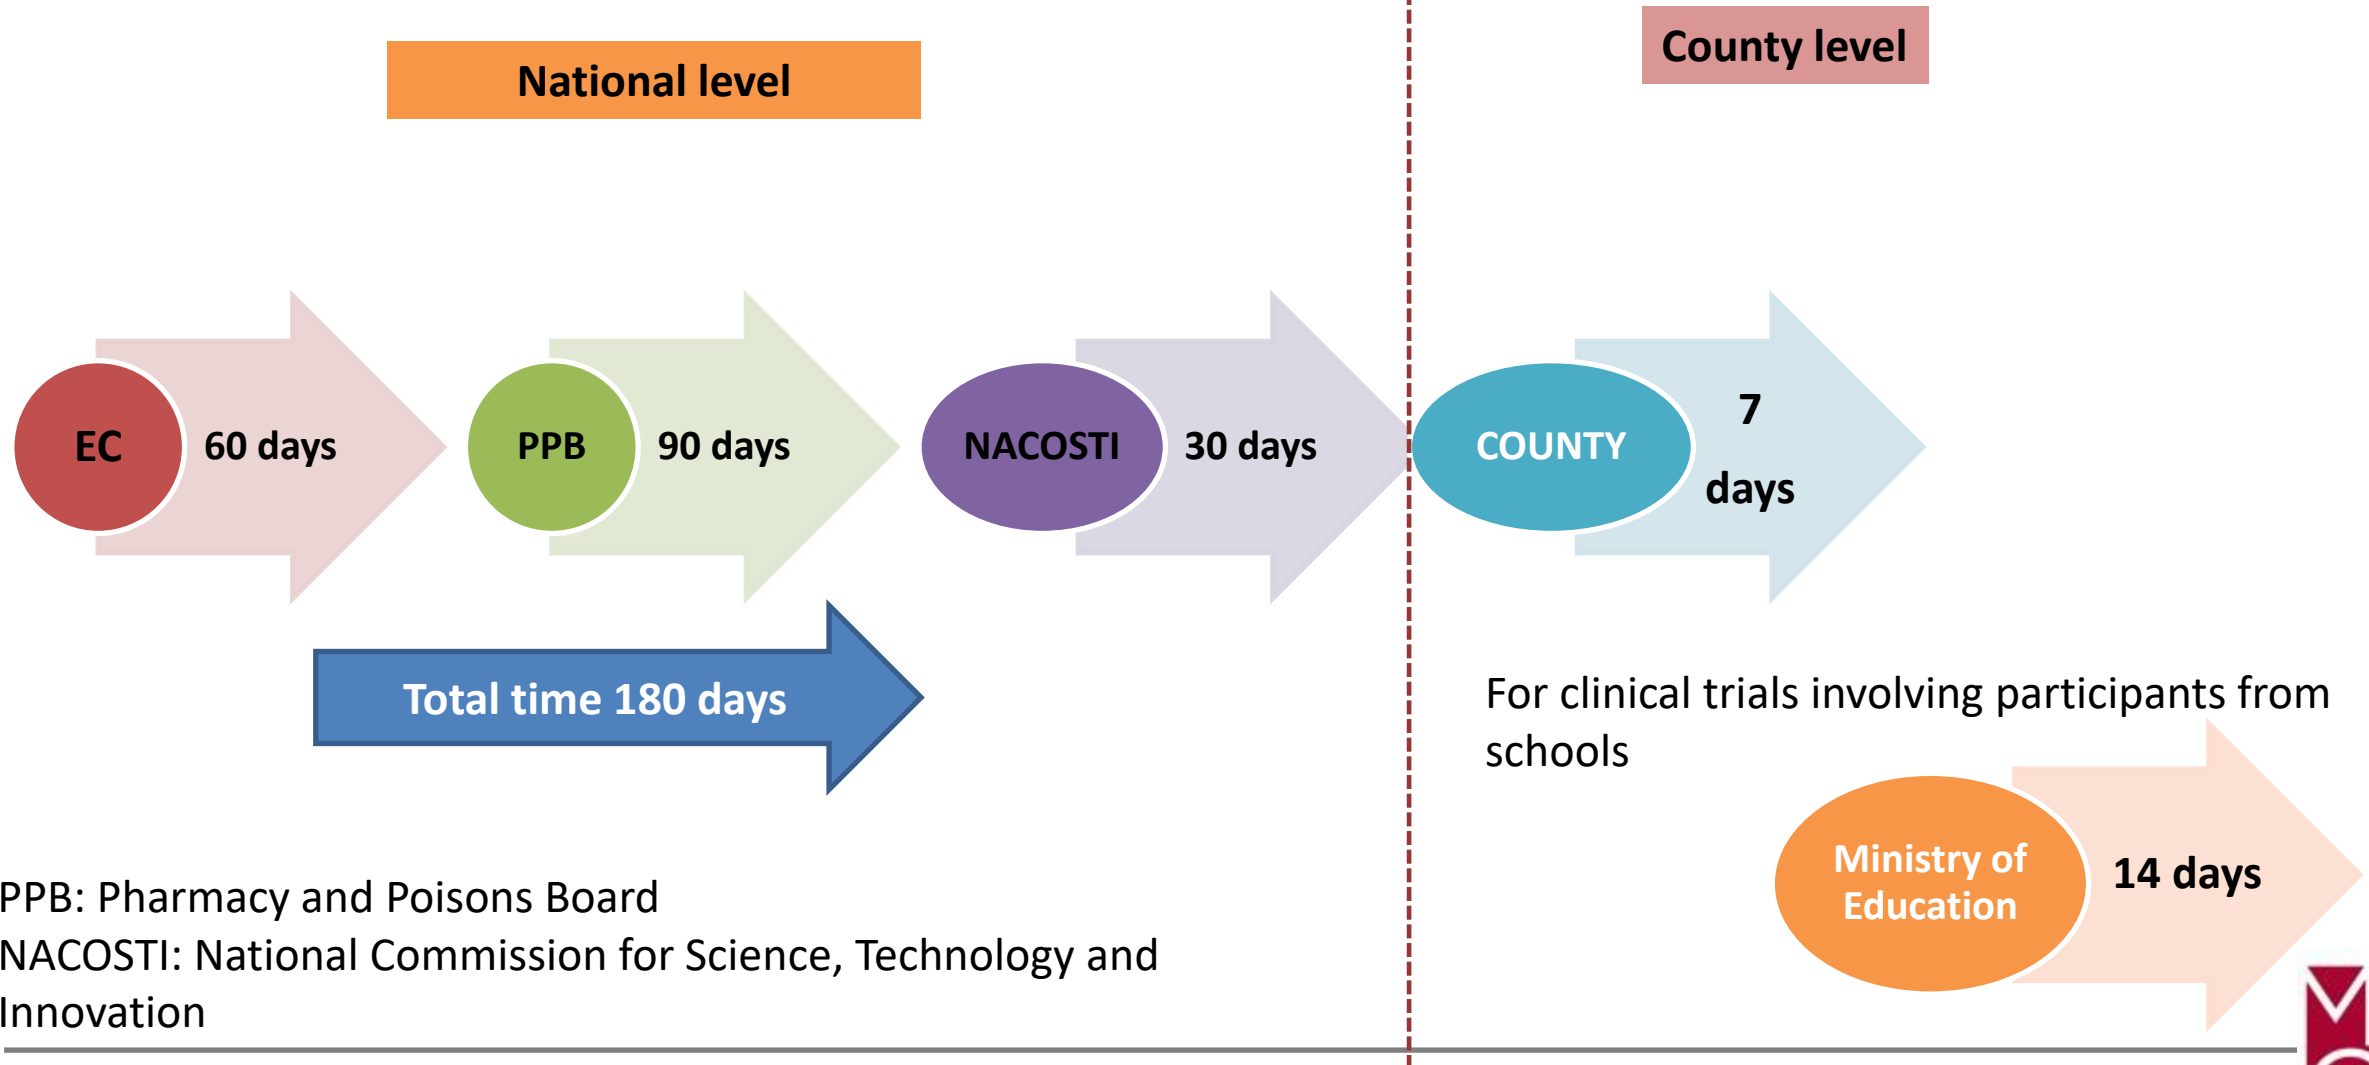 National level
County level
EC
60 days
PPB
90 days
NACOSTI
30 days
COUNTY
7
days
Total time 180 days
For clinical trials involving participants from
schools
Ministry of
Education
14 days
PPB: Pharmacy and Poisons Board
NACOSTI: National Commission for Science, Technology and
Innovation